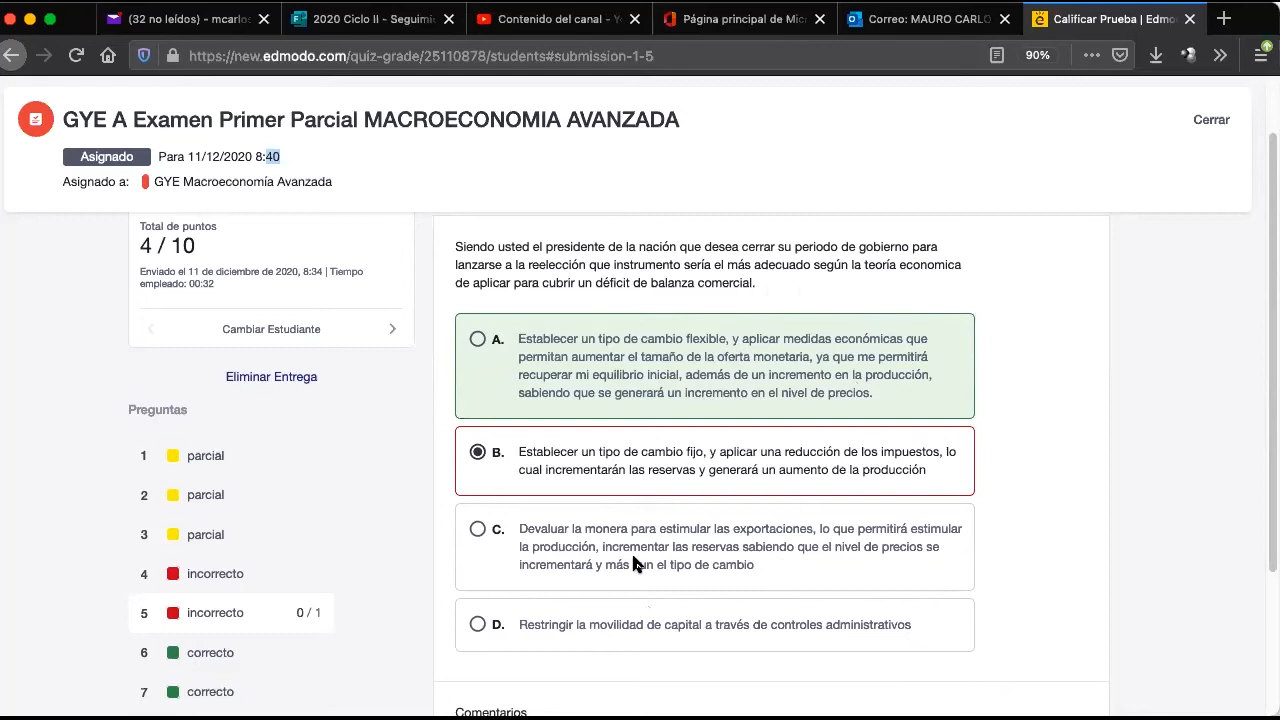 (32 no leídos) - mcarlos
2020 Ciclo II - Seguimi
Contenido del canal - Yo
Página principal de Mic
Correo: MAURO CARLO
Calificar Prueba | Edmo
https://new.edmodo.com/quiz-grade/25110878/students#submission-1-5
90%
GYE A Examen Primer Parcial MACROECONOMIA AVANZADA
Cerrar
Asignado Para 11/12/2020 8:40
Asignado a: GYE Macroeconomía Avanzada
Total de puntos
4 / 10
Enviado el 11 de diciembre de 2020, 8:34 | Tiempo
empleado: 00:32
Cambiar Estudiante
Eliminar Entrega
Preguntas
1 parcial
2 parcial
3 parcial
4 incorrecto
5 incorrecto 0 / 1
6 correcto
7 correcto
Siendo usted el presidente de la nación que desea cerrar su periodo de gobierno para
lanzarse a la reelección que instrumento sería el más adecuado según la teoría economica
de aplicar para cubrir un déficit de balanza comercial.
A. Establecer un tipo de cambio flexible, y aplicar medidas económicas que
permitan aumentar el tamaño de la oferta monetaria, ya que me permitirá
recuperar mi equilibrio inicial, además de un incremento en la producción,
sabiendo que se generará un incremento en el nivel de precios.
B. Establecer un tipo de cambio fijo, y aplicar una reducción de los impuestos, lo
cual incrementarán las reservas y generará un aumento de la producción
C. Devaluar la monera para estimular las exportaciones, lo que permitirá estimular
la producción, incrementar las reservas sabiendo que el nivel de precios se
incrementará y más aun el tipo de cambio
D. Restringir la movilidad de capital a través de controles administrativos
Comentarios